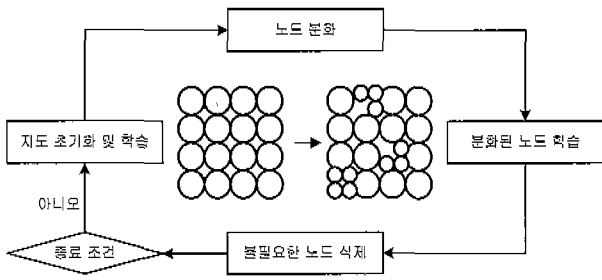 노드 분화
지도 초기화 및 학습
분화된 노드 학습
아니오
종료 조건
불필요한 노드 삭제